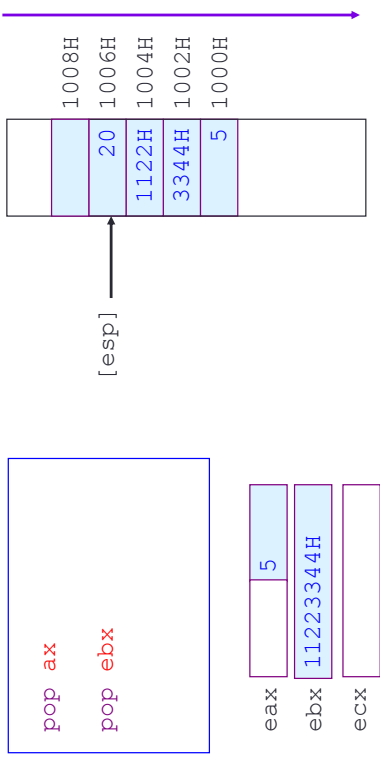 pop ax
pop ebx
eax 5
ebx 11223344H
ecx
[esp]
1008H
20 1006H
1122H 1004H
3344H 1002H
5 1000H